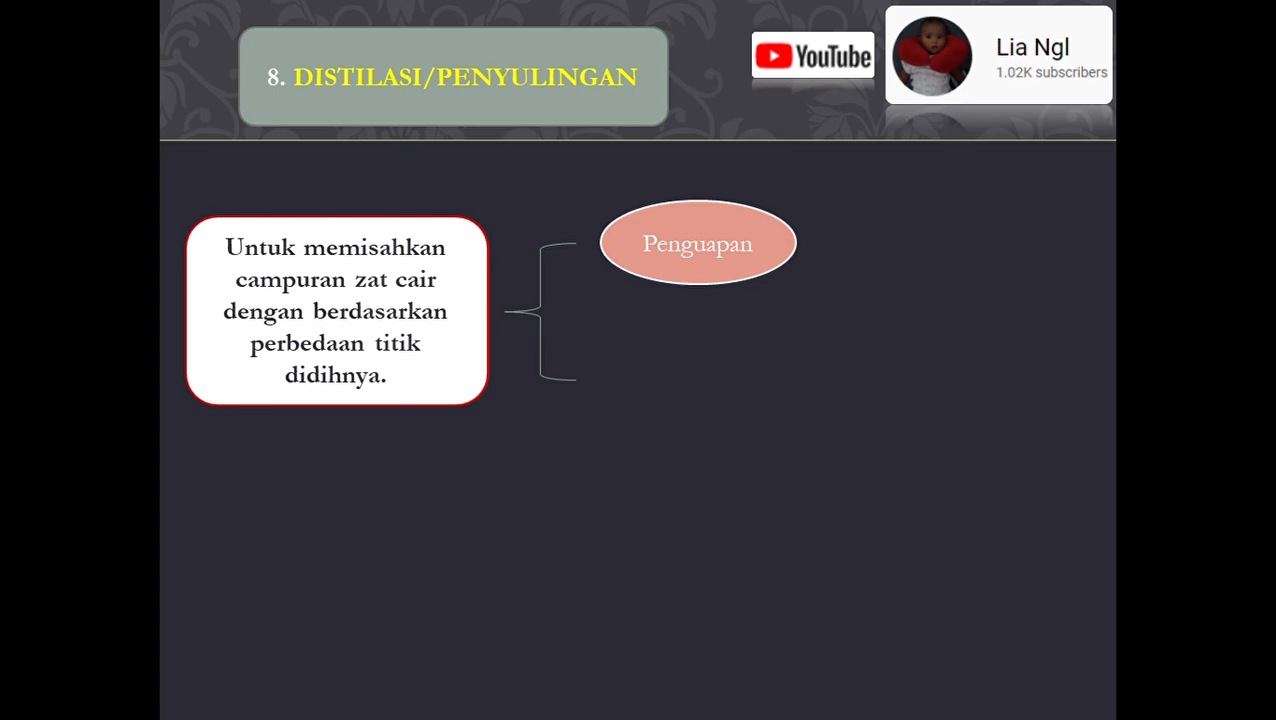 8. DISTILASI/PENYULINGAN
YouTube
Lia Ngl
1.02K subscribers
Untuk memisahkan
campuran zat cair
dengan berdasarkan
perbedaan titik
didihnya.
Penguapan